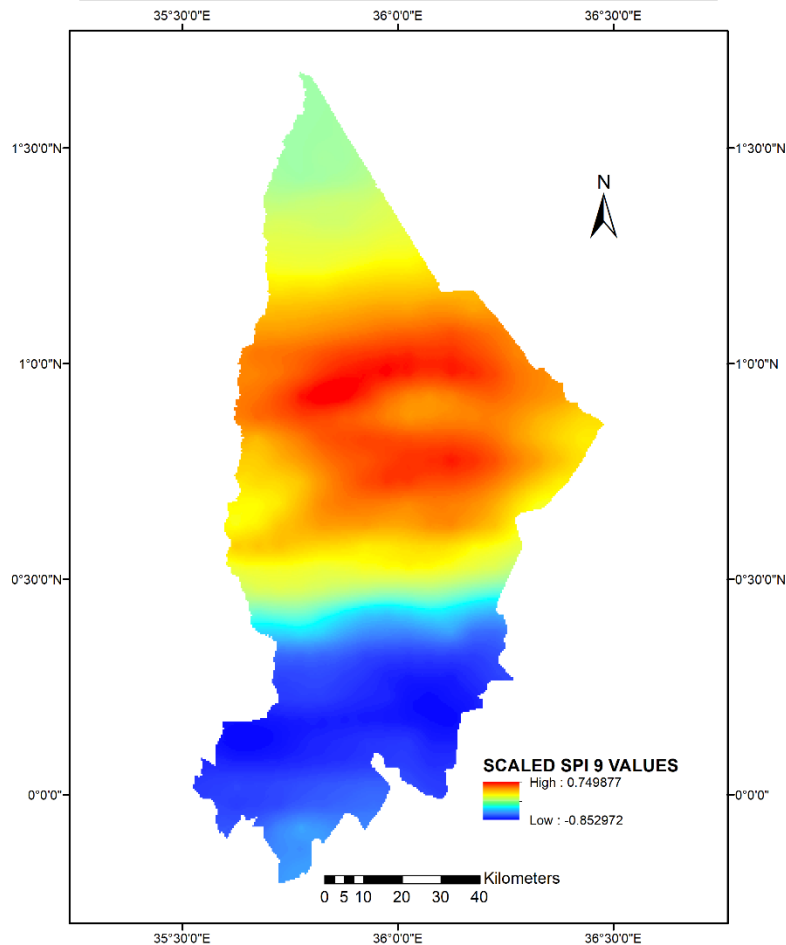 35°30'0"E 36°0'0"E 36°30'0"E
1°30'0"N 1°30'0"N
N
1°0'0"N 1°0'0"N
0°30'0"N 0°30'0"N
SCALED SPI 9 VALUES
High : 0.749877
Low : -0.852972
0°0'0" 0°0'0"
Kilometers
0 5 10 20 30 40
35°30'0"E 36°0'0"E 36°30'0"E